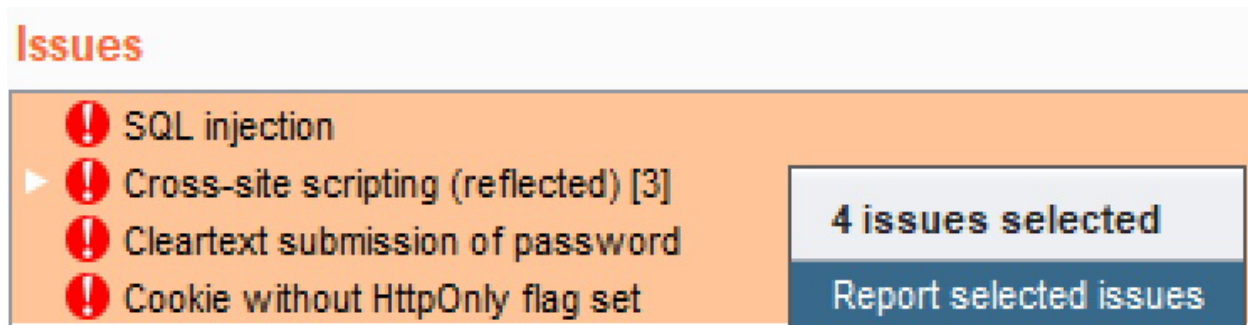 Issues
SQL injection
Cross-site scripting (reflected) [3]
Cleartext submission of password
Cookie without HttpOnly flag set
4 issues selected
Report selected issues